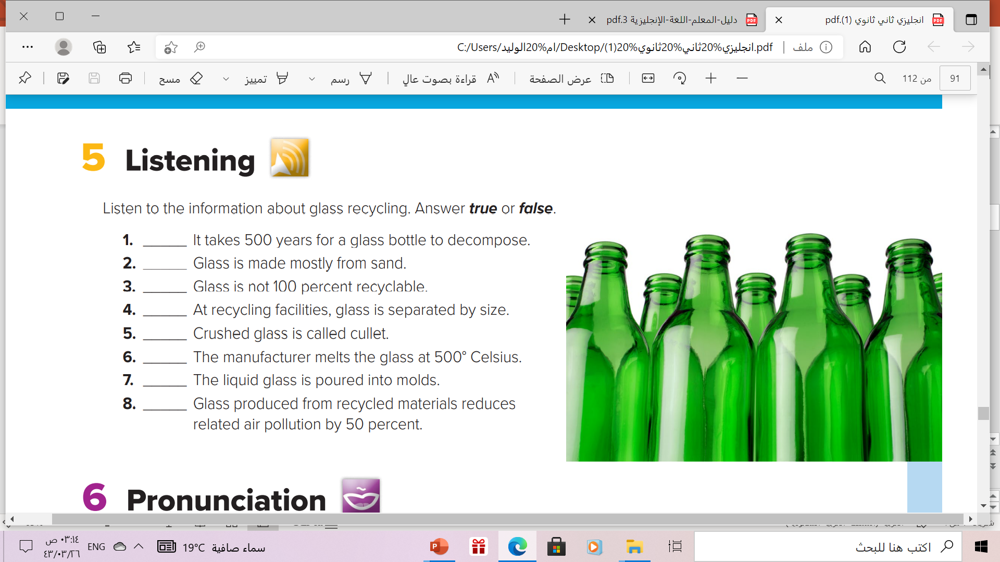 انجليزي ثاني ثانوي (1).pdf
دليل-المعلم-اللغة-الإنجليزية 3.pdf
ملف
C:/Users/ام%20الوليد/Desktop/انجليزي%20ثاني%20ثانوي%20(1).pdf
91
من 112
عرض الصفحة
قراءة بصوت عالٍ
رسم
تمييز
مسح
5 Listening
Listen to the information about glass recycling. Answer true or false.
1. ______ It takes 500 years for a glass bottle to decompose.
2. ______ Glass is made mostly from sand.
3. ______ Glass is not 100 percent recyclable.
4. ______ At recycling facilities, glass is separated by size.
5. ______ Crushed glass is called cullet.
6. ______ The manufacturer melts the glass at 500° Celsius.
7. ______ The liquid glass is poured into molds.
8. ______ Glass produced from recycled materials reduces
related air pollution by 50 percent.
6 Pronunciation
اكتب هنا للبحث
19°C سماء صافية
ENG
٠٣:١٤ ص
٤٣/٠٣/٢٦